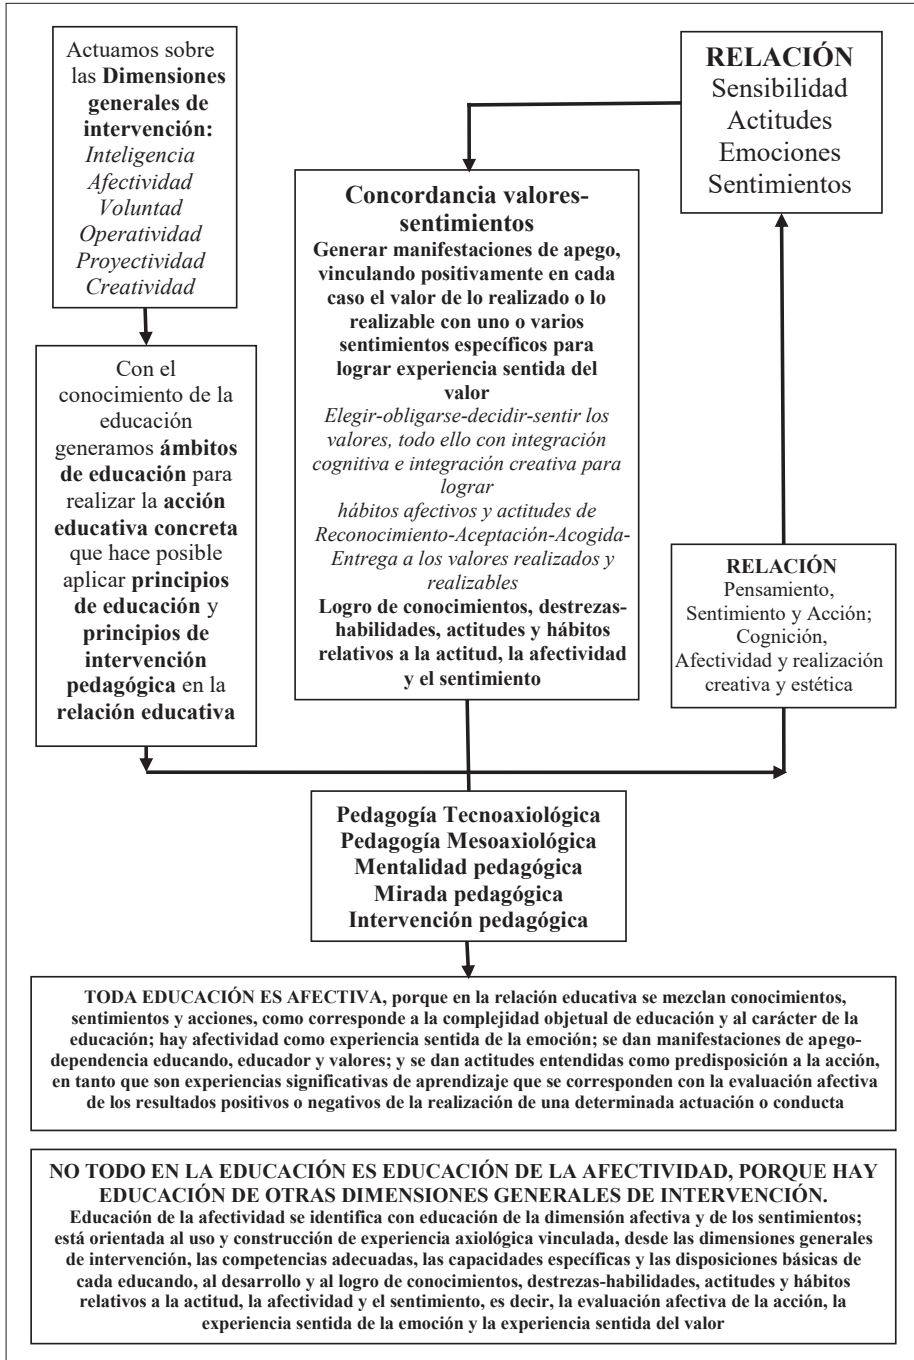 Actuamos sobre
las Dimensiones
generales de
intervención:
Inteligencia
Afectividad
Voluntad
Operatividad
Proyectividad
Creatividad
Con el
conocimiento de la
educación
generamos ámbitos
de educación para
realizar la acción
educativa concreta
que hace posible
aplicar principios
de educación y
principios de
intervención
pedagógica en la
relación educativa
RELACIÓN
Sensibilidad
Actitudes
Emociones
Sentimientos
Concordancia valores-
sentimientos
Generar manifestaciones de apego,
vinculando positivamente en cada
caso el valor de lo realizado o lo
realizable con uno o varios
sentimientos específicos para
lograr experiencia sentida del
valor
Elegir-obligarse-decidir-sentir los
valores, todo ello con integración
cognitiva e integración creativa para
lograr
hábitos afectivos y actitudes de
Reconocimiento-Aceptación-Acogida-
Entrega a los valores realizados y
realizables
Logro de conocimientos, destrezas-
habilidades, actitudes y hábitos
relativos a la actitud, la afectividad
y el sentimiento
RELACIÓN
Pensamiento,
Sentimiento y Acción;
Cognición,
Afectividad y realización
creativa y estética
Pedagogía Tecnoaxiológica
Pedagogía Mesoaxiológica
Mentalidad pedagógica
Mirada pedagógica
Intervención pedagógica
TODA EDUCACIÓN ES AFECTIVA, porque en la relación educativa se mezclan conocimientos,
sentimientos y acciones, como corresponde a la complejidad objetual de educación y al carácter de la
educación; hay afectividad como experiencia sentida de la emoción; se dan manifestaciones de apego-
dependencia educando, educador y valores; y se dan actitudes entendidas como predisposición a la acción,
en tanto que son experiencias significativas de aprendizaje que se corresponden con la evaluación afectiva
de los resultados positivos o negativos de la realización de una determinada actuación o conducta
NO TODO EN LA EDUCACIÓN ES EDUCACIÓN DE LA AFECTIVIDAD, PORQUE HAY
EDUCACIÓN DE OTRAS DIMENSIONES GENERALES DE INTERVENCIÓN.
Educación de la afectividad se identifica con educación de la dimensión afectiva y de los sentimientos;
está orientada al uso y construcción de experiencia axiológica vinculada, desde las dimensiones generales
de intervención, las competencias adecuadas, las capacidades específicas y las disposiciones básicas de
cada educando, al desarrollo y al logro de conocimientos, destrezas-habilidades, actitudes y hábitos
relativos a la actitud, la afectividad y el sentimiento, es decir, la evaluación afectiva de la acción, la
experiencia sentida de la emoción y la experiencia sentida del valor